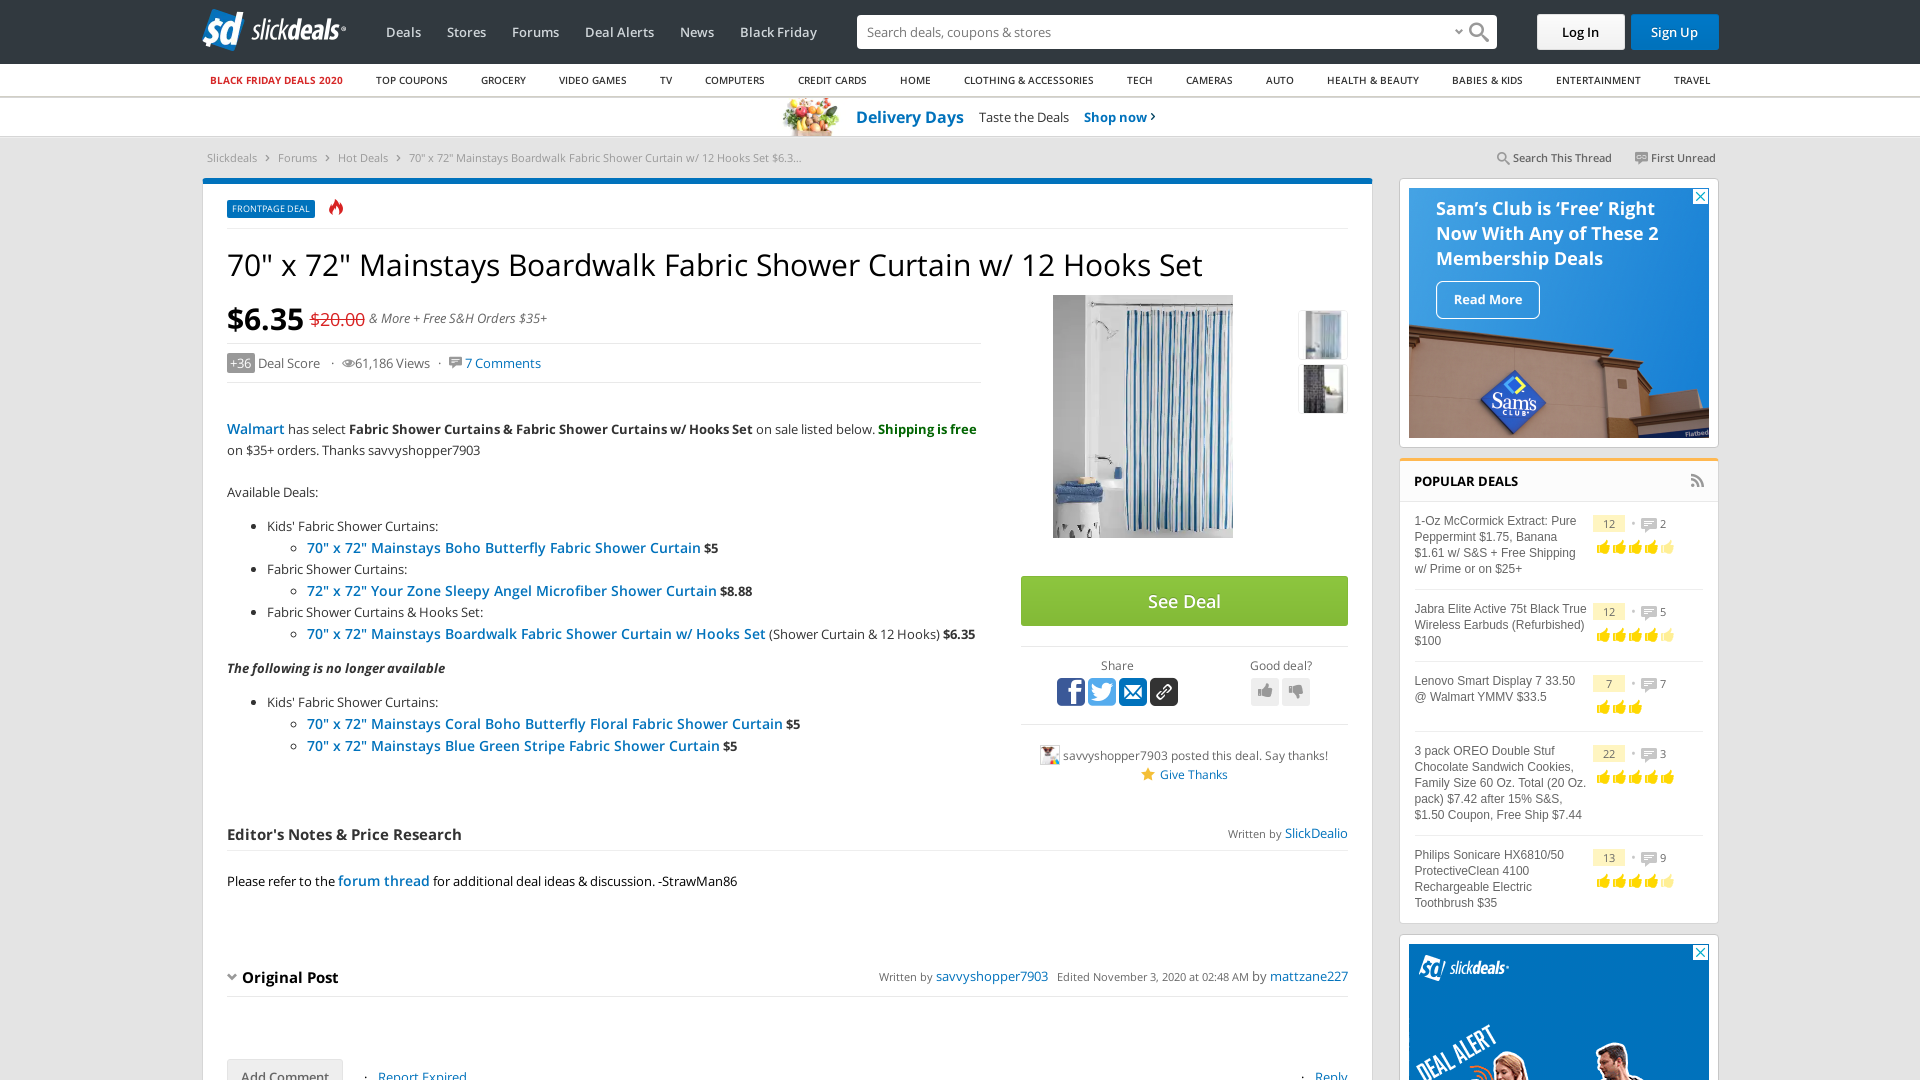 slickdeals
Deals
Stores
Forums
Deal Alerts
News
Black Friday
Search deals, coupons & stores
Log In
Sign Up
BLACK FRIDAY DEALS 2020
TOP COUPONS
GROCERY
VIDEO GAMES
TV
COMPUTERS
CREDIT CARDS
HOME
CLOTHING & ACCESSORIES
TECH
CAMERAS
AUTO
HEALTH & BEAUTY
BABIES & KIDS
ENTERTAINMENT
TRAVEL
Delivery Days Taste the Deals Shop now
Slickdeals > Forums > Hot Deals > 70" x 72" Mainstays Boardwalk Fabric Shower Curtain w/ 12 Hooks Set $6.3...
Search This Thread
First Unread
FRONTPAGE DEAL
70" x 72" Mainstays Boardwalk Fabric Shower Curtain w/ 12 Hooks Set
$6.35 $20.00 & More + Free S&H Orders $35+
+36 Deal Score · 61,186 Views · 7 Comments
Walmart has select Fabric Shower Curtains & Fabric Shower Curtains w/ Hooks Set on sale listed below. Shipping is free
on $35+ orders. Thanks savvyshopper7903
Available Deals:
Kids' Fabric Shower Curtains:
70" x 72" Mainstays Boho Butterfly Fabric Shower Curtain $5
Fabric Shower Curtains:
72" x 72" Your Zone Sleepy Angel Microfiber Shower Curtain $8.88
Fabric Shower Curtains & Hooks Set:
70" x 72" Mainstays Boardwalk Fabric Shower Curtain w/ Hooks Set (Shower Curtain & 12 Hooks) $6.35
The following is no longer available
Kids' Fabric Shower Curtains:
70" x 72" Mainstays Coral Boho Butterfly Floral Fabric Shower Curtain $5
70" x 72" Mainstays Blue Green Stripe Fabric Shower Curtain $5
See Deal
Share
Good deal?
savvyshopper7903 posted this deal. Say thanks!
Give Thanks
Editor's Notes & Price Research
Written by SlickDealio
Please refer to the forum thread for additional deal ideas & discussion. -StrawMan86
Original Post
Written by savvyshopper7903 Edited November 3, 2020 at 02:48 AM by mattzane227
Add Comment · Report Expired
· Reply
Sam's Club is 'Free' Right
Now With Any of These 2
Membership Deals
Read More
Sam's
CLUB
Flatbed
POPULAR DEALS
1-Oz McCormick Extract: Pure
Peppermint $1.75, Banana
$1.61 w/ S&S + Free Shipping
w/ Prime or on $25+
12 • 2
Jabra Elite Active 75t Black True
Wireless Earbuds (Refurbished)
$100
12 • 5
Lenovo Smart Display 7 33.50
@ Walmart YMMV $33.5
7 • 7
3 pack OREO Double Stuf
Chocolate Sandwich Cookies,
Family Size 60 Oz. Total (20 Oz.
pack) $7.42 after 15% S&S,
$1.50 Coupon, Free Ship $7.44
22 • 3
Philips Sonicare HX6810/50
ProtectiveClean 4100
Rechargeable Electric
Toothbrush $35
13 • 9
slickdeals
DEAL ALERT